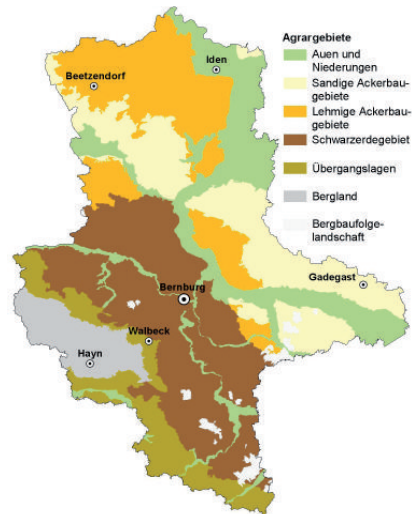 Iden
Beetzendorf
Gadegast
Bernburg
Walbeck
Hayn
Agrargebiete
Auen und
Niederungen
Sandige Ackerbau-
gebiete
Lehmige Ackerbau-
gebiete
Schwarzerdegebiet
Übergangslagen
Bergland
Bergbaufolge-
landschaft